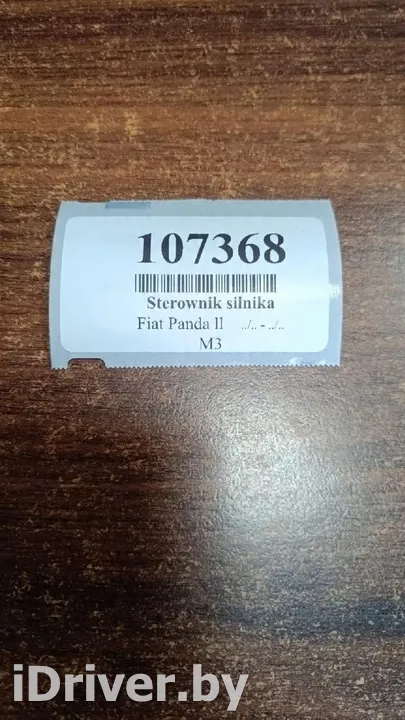 107368
Sterownik silnika
Fiat Panda II ../.. - ../..
M3
iDriver.by